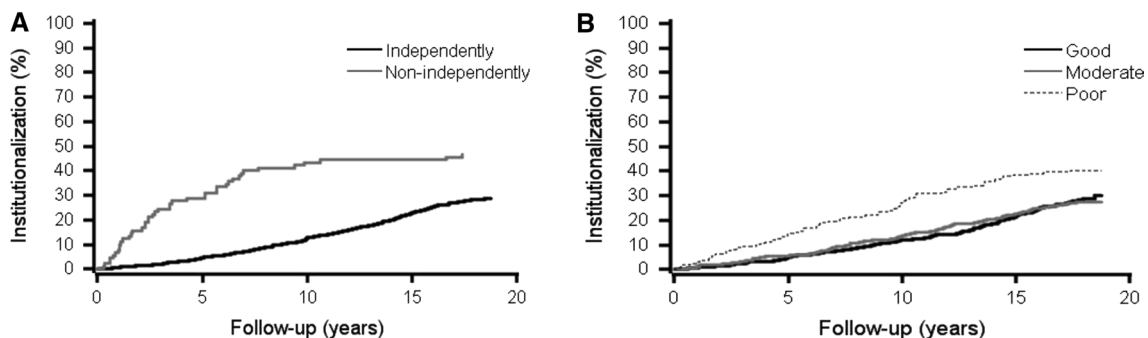 A
Institutionalization (%)
100
90
80
70
60
50
40
30
20
10
0
Independently
Non-independently
0 5 10 15 20
Follow-up (years)
B
Institutionalization (%)
100
90
80
70
60
50
40
30
20
10
0
Good
Moderate
Poor
0 5 10 15 20
Follow-up (years)